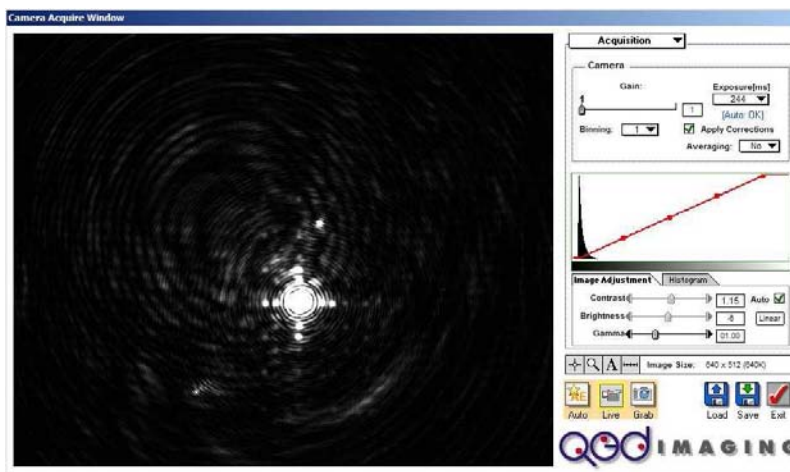 Camera Acquire Window
Acquisition
Camera
Gain:
Exposure[ms]
1
1
244
[Auto: OK]
Binning: 1
Apply Corrections
Averaging: No
Image Adjustment Histogram
Contrast 1.15 Auto
Brightness -6 Linear
Gamma 01.00
A Image Size: 640 x 512 (640K)
AE
Auto Live Grab Load Save Exit
QED IMAGING